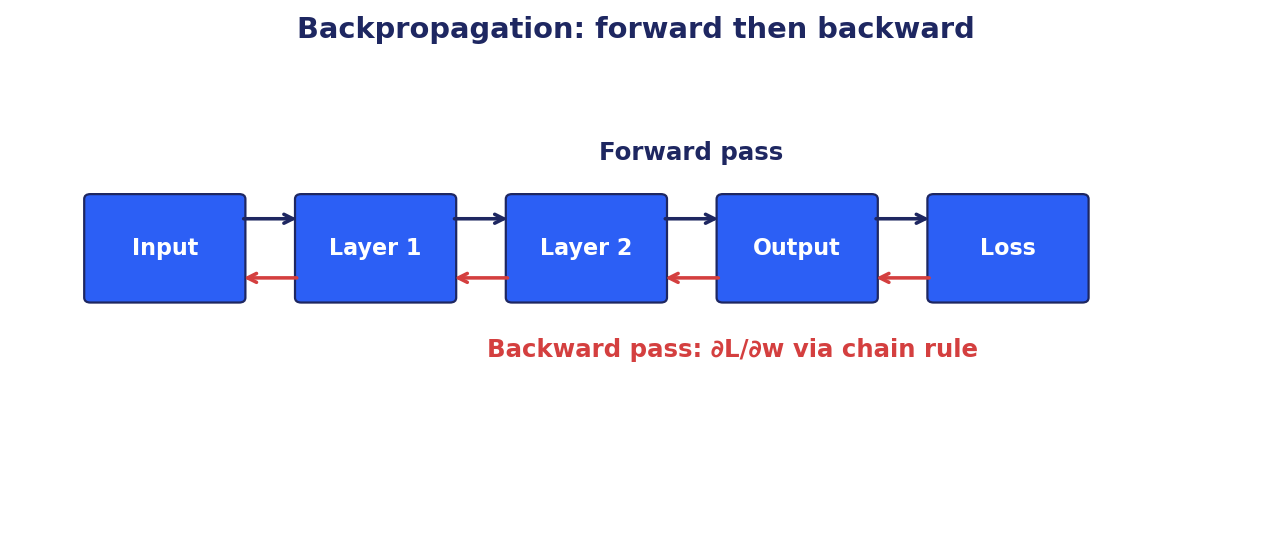 Backpropagation: forward then backward
Forward pass
Input
Layer 1
Layer 2
Output
Loss
Backward pass: ∂L/∂w via chain rule